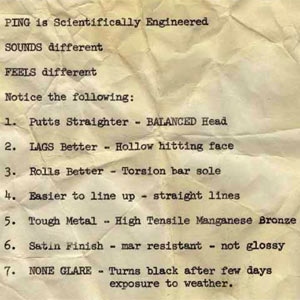 PING is Scientifically Engineered
SOUNDS different
FEELS different
Notice the following:
1. Putts Straighter - BALANCED Head
2. LAGS Better - Hollow hitting face
3. Rolls Better - Torsion bar sole
4. Easier to line up - straight lines
5. Tough Metal - High Tensile Manganese Bronze
6. Satin Finish - mar resistant - not glossy
7. NONE GLARE - Turns black after few days
exposure to weather.